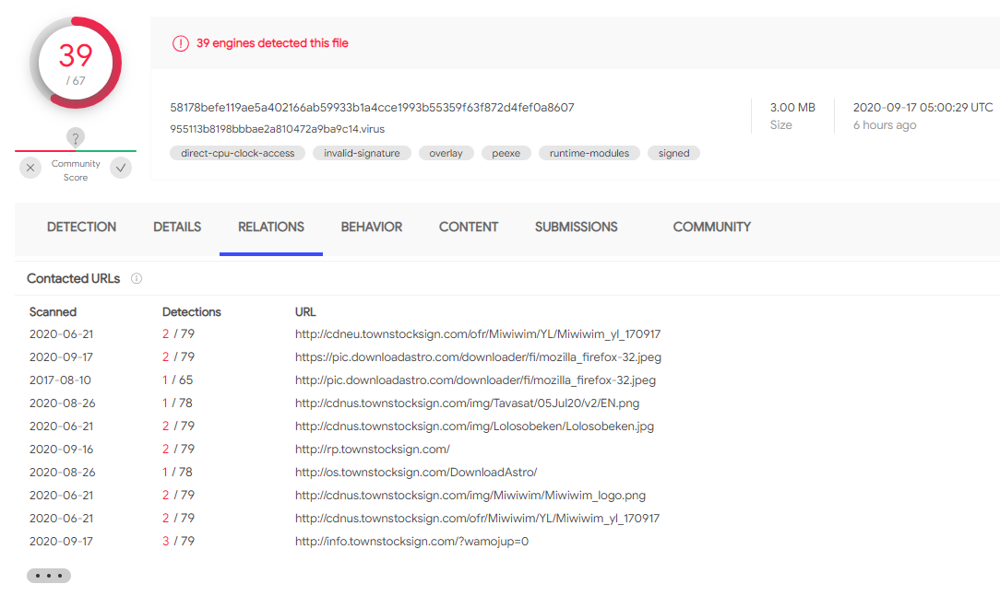 39
/ 67
39 engines detected this file
58178befe119ae5a402166ab59933b1a4cce1993b55359f63f872d4fef0a8607
955113b8198bbbae2a810472a9ba9c14.virus
direct-cpu-clock-access invalid-signature overlay peexe runtime-modules signed
3.00 MB
Size
2020-09-17 05:00:29 UTC
6 hours ago
?
Community
Score
DETECTION DETAILS RELATIONS BEHAVIOR CONTENT SUBMISSIONS COMMUNITY
Contacted URLs
Scanned Detections URL
2020-06-21 2 / 79 http://cdneu.townstocksign.com/ofr/Miwiwim/YL/Miwiwim_yl_170917
2020-09-17 2 / 79 https://pic.downloadastro.com/downloader/fi/mozilla_firefox-32.jpeg
2017-08-10 1 / 65 http://pic.downloadastro.com/downloader/fi/mozilla_firefox-32.jpeg
2020-08-26 1 / 78 http://cdnus.townstocksign.com/img/Tavasat/05Jul20/v2/EN.png
2020-06-21 2 / 79 http://cdnus.townstocksign.com/img/Lolosobeken/Lolosobeken.jpg
2020-09-16 2 / 79 http://rp.townstocksign.com/
2020-08-26 1 / 78 http://os.townstocksign.com/DownloadAstro/
2020-06-21 2 / 79 http://cdnus.townstocksign.com/img/Miwiwim/Miwiwim_logo.png
2020-06-21 2 / 79 http://cdnus.townstocksign.com/ofr/Miwiwim/YL/Miwiwim_yl_170917
2020-09-17 3 / 79 http://info.townstocksign.com/?wamojup=0